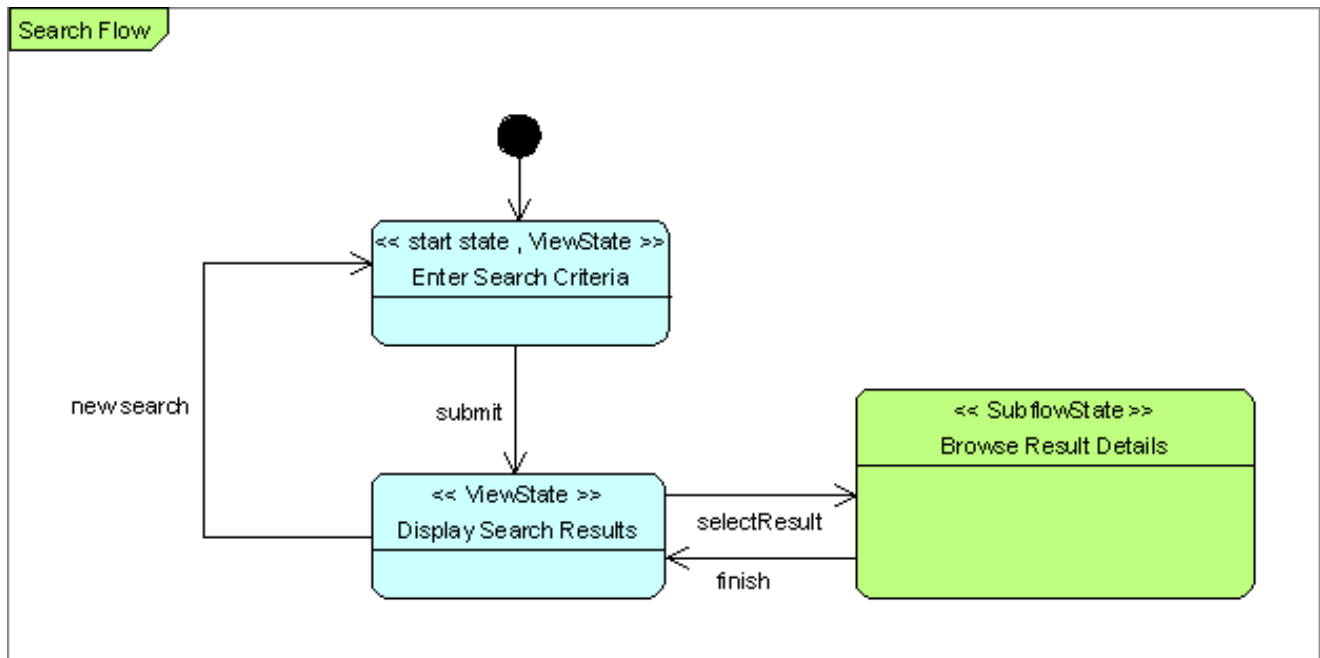 Search Flow
<< start state , ViewState >>
Enter Search Criteria
new search
submit
<< SubflowState >>
Browse Result Details
<< ViewState >>
Display Search Results
selectResult
finish